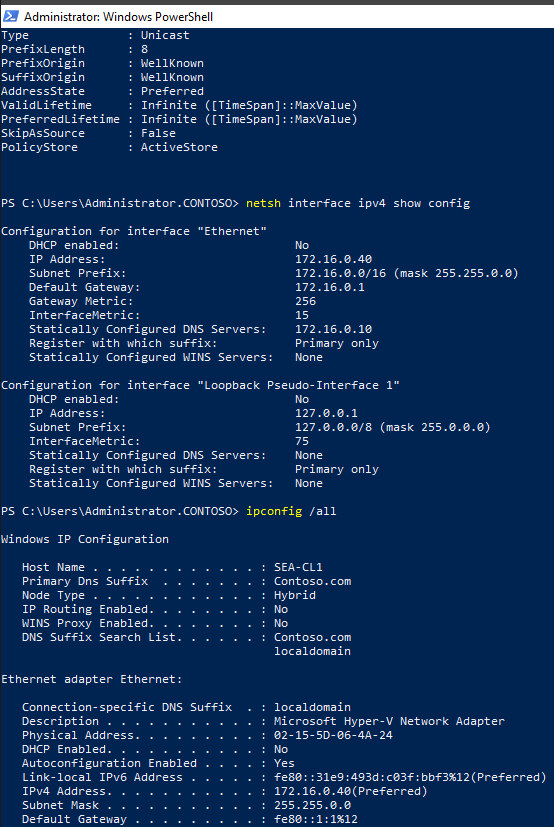 Administrator: Windows PowerShell
Type              : Unicast
PrefixLength      : 8
PrefixOrigin      : WellKnown
SuffixOrigin      : WellKnown
AddressState      : Preferred
ValidLifetime     : Infinite ([TimeSpan]::MaxValue)
PreferredLifetime : Infinite ([TimeSpan]::MaxValue)
SkipAsSource      : False
PolicyStore       : ActiveStore
PS C:\Users\Administrator.CONTOSO> netsh interface ipv4 show config
Configuration for interface "Ethernet"
    DHCP enabled:                         No
    IP Address:                           172.16.0.40
    Subnet Prefix:                        172.16.0.0/16 (mask 255.255.0.0)
    Default Gateway:                      172.16.0.1
    Gateway Metric:                       256
    InterfaceMetric:                      15
    Statically Configured DNS Servers:    172.16.0.10
    Register with which suffix:           Primary only
    Statically Configured WINS Servers:   None
Configuration for interface "Loopback Pseudo-Interface 1"
    DHCP enabled:                         No
    IP Address:                           127.0.0.1
    Subnet Prefix:                        127.0.0.0/8 (mask 255.0.0.0)
    InterfaceMetric:                      75
    Statically Configured DNS Servers:    None
    Register with which suffix:           Primary only
    Statically Configured WINS Servers:   None
PS C:\Users\Administrator.CONTOSO> ipconfig /all
Windows IP Configuration
   Host Name . . . . . . . . . . . . : SEA-CL1
   Primary Dns Suffix  . . . . . . . : Contoso.com
   Node Type . . . . . . . . . . . . : Hybrid
   IP Routing Enabled. . . . . . . . : No
   WINS Proxy Enabled. . . . . . . . : No
   DNS Suffix Search List. . . . . . : Contoso.com
                                       localdomain
Ethernet adapter Ethernet:
   Connection-specific DNS Suffix  . : localdomain
   Description . . . . . . . . . . . : Microsoft Hyper-V Network Adapter
   Physical Address. . . . . . . . . : 02-15-5D-06-4A-24
   DHCP Enabled. . . . . . . . . . . : No
   Autoconfiguration Enabled . . . . : Yes
   Link-local IPv6 Address . . . . . : fe80::31e9:493d:c03f:bbf3%12(Preferred)
   IPv4 Address. . . . . . . . . . . : 172.16.0.40(Preferred)
   Subnet Mask . . . . . . . . . . . : 255.255.0.0
   Default Gateway . . . . . . . . . : fe80::1:1%12